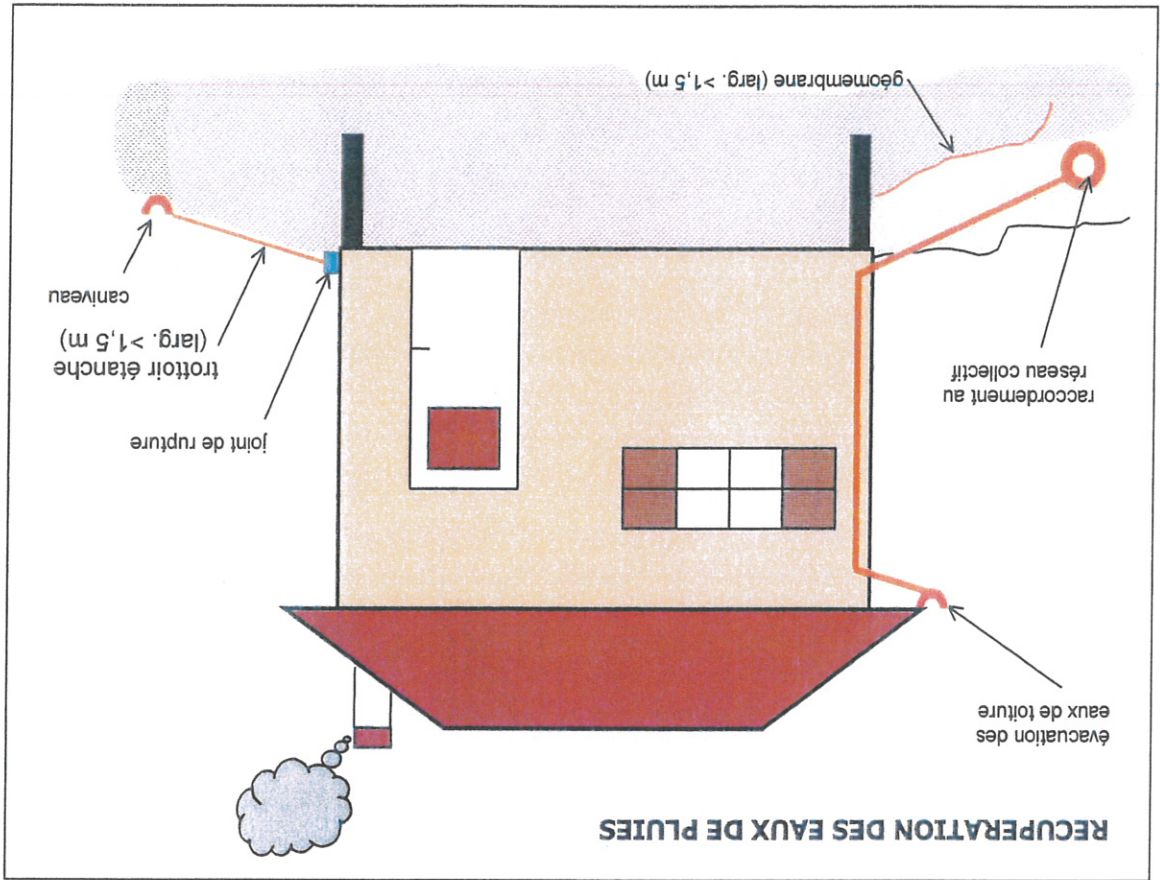 RECUPERATION DES EAUX DE PLUIES
évacuation des
eaux de toiture
joint de rupture
raccordement au
réseau collectif
trottoir étanche
(larg. >1,5 m)
caniveau
géomembrane (larg. >1,5 m)